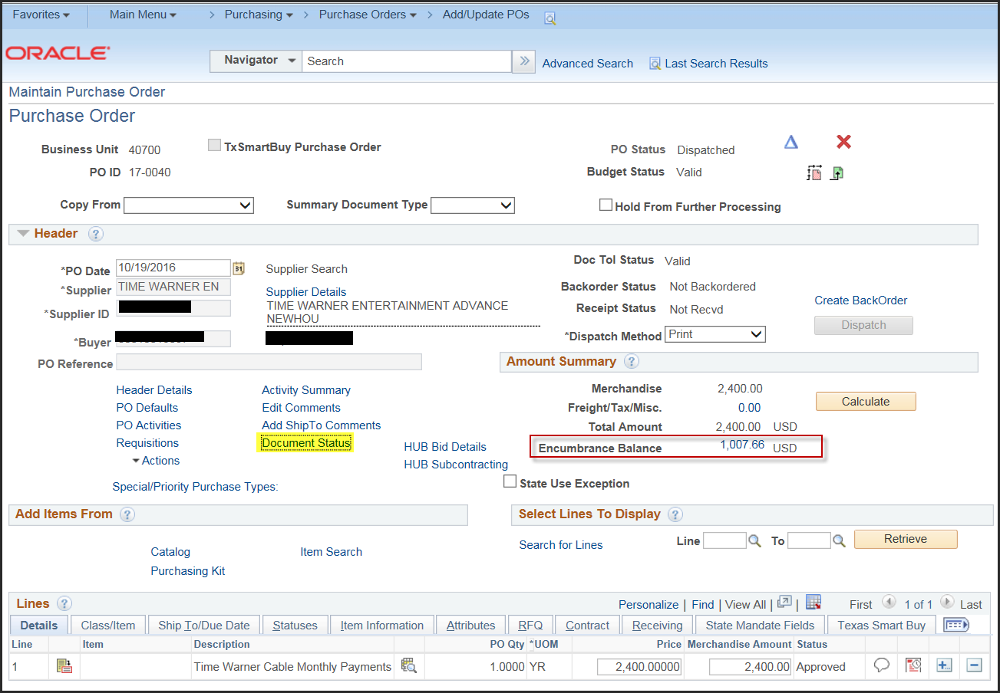 Favorites Main Menu > Purchasing > Purchase Orders > Add/Update POs
ORACLE
Navigator Search Advanced Search Last Search Results
Maintain Purchase Order
Purchase Order
Business Unit 40700 TxSmartBuy Purchase Order PO Status Dispatched
PO ID 17-0040 Budget Status Valid
Copy From Summary Document Type Hold From Further Processing
Header
*PO Date 10/19/2016 Supplier Search Doc Tol Status Valid
*Supplier TIME WARNER EN Supplier Details Backorder Status Not Backordered
*Supplier ID TIME WARNER ENTERTAINMENT ADVANCE
NEWHOU
Receipt Status Not Recvd Create BackOrder
*Buyer *Dispatch Method Print Dispatch
PO Reference
Amount Summary
Header Details Activity Summary Merchandise 2,400.00
PO Defaults Edit Comments Freight/Tax/Misc. 0.00 Calculate
PO Activities Add ShipTo Comments Total Amount 2,400.00 USD
Requisitions Document Status HUB Bid Details Encumbrance Balance 1,007.66 USD
Actions HUB Subcontracting
Special/Priority Purchase Types: State Use Exception
Add Items From Select Lines To Display
Search for Lines Line To Retrieve
Catalog Item Search
Purchasing Kit
Lines Personalize | Find | View All | | First 1 of 1 Last
Details Class/Item Ship To/Due Date Statuses Item Information Attributes RFQ Contract Receiving State Mandate Fields Texas Smart Buy
Line Item Description PO Qty *UOM Price Merchandise Amount Status
1 Time Warner Cable Monthly Payments 1.0000 YR 2,400.00000 2,400.00 Approved